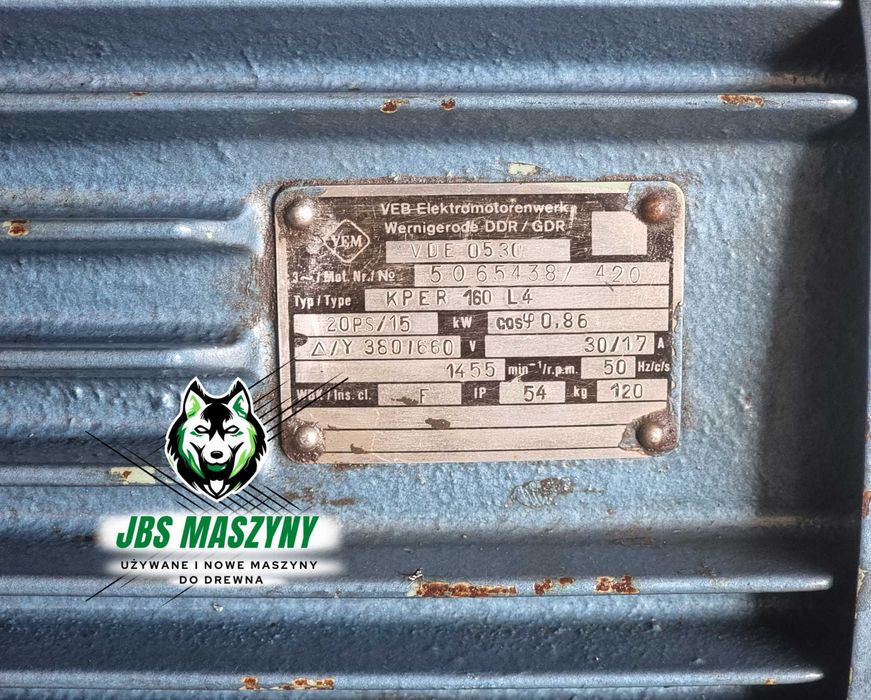 VEB Elektromotorenwerk
Wernigerode DDR / GDR
VEM
VDE 0530
3~/Mot. Nr./No 5065438/ 420
Typ / Type KPER 160 L4
20PS/15 kW cosφ 0,86
△/Y 380/660 V 30/17 A
1455 min⁻¹/r.p.m. 50 Hz/c/s
/Ins. cl. F IP 54 kg 120
JBS MASZYNY
UŻYWANE I NOWE MASZYNY
DO DREWNA